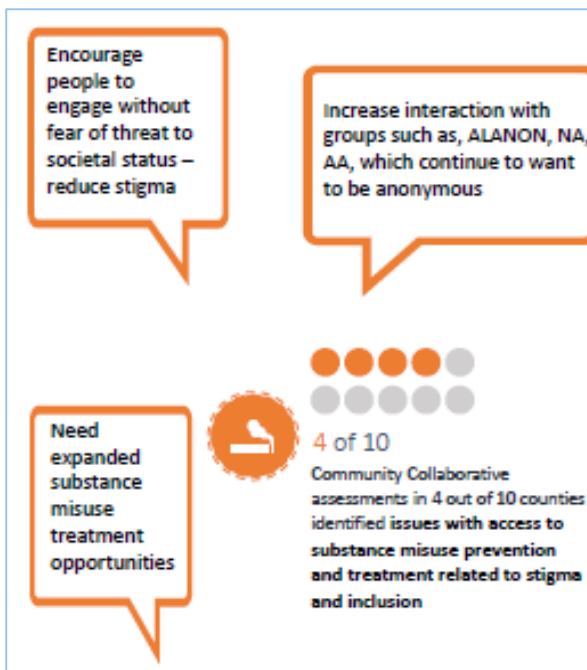 Encourage
people to
engage without
fear of threat to
societal status –
reduce stigma
Increase interaction with
groups such as, ALANON, NA,
AA, which continue to want
to be anonymous
Need
expanded
substance
misuse
treatment
opportunities
4 of 10
Community Collaborative
assessments in 4 out of 10 counties
identified issues with access to
substance misuse prevention
and treatment related to stigma
and inclusion